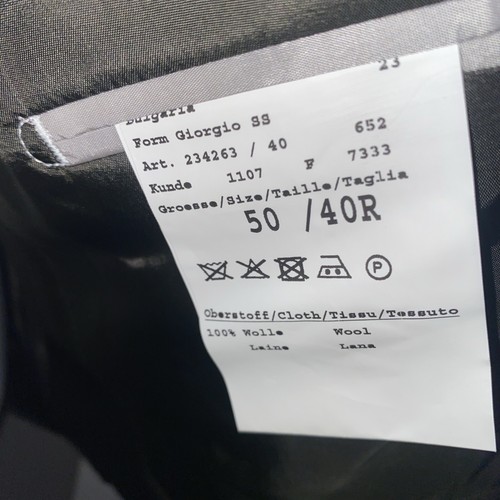 23
Bulgaria
Form Giorgio SS 652
Art. 234263 / 40 F 7333
Kunde 1107
Groesse/Size/Taille/Taglia
50 /40R
P
Oberstoff/Cloth/Tissu/Tessuto
100% Wolle Wool
Laine Lana